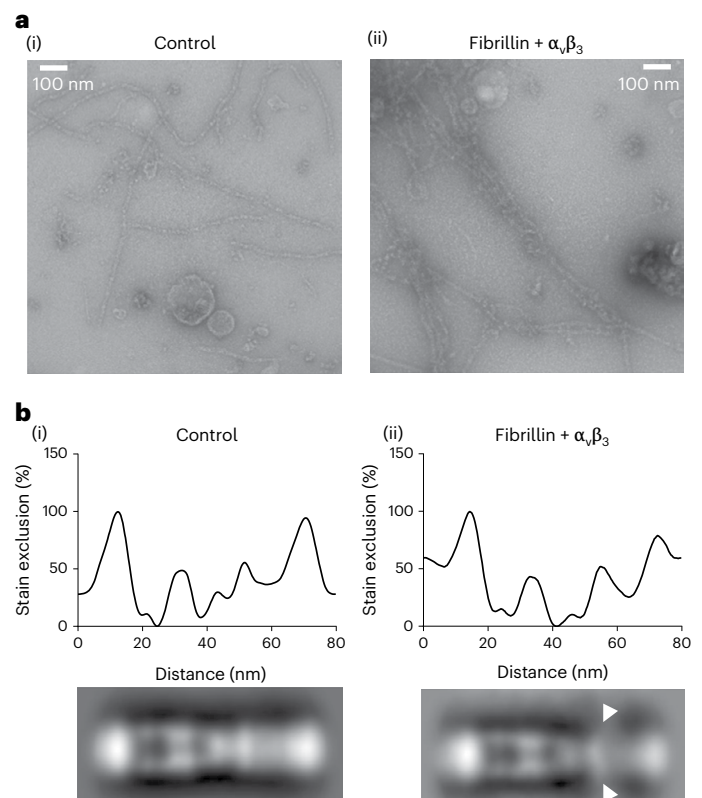 a
(i) Control (ii) Fibrillin + αvβ3
100 nm 100 nm
b
(i) Control (ii) Fibrillin + αvβ3
Stain exclusion (%)
150
100
50
0
0 20 40 60 80
Distance (nm)
Stain exclusion (%)
150
100
50
0
0 20 40 60 80
Distance (nm)